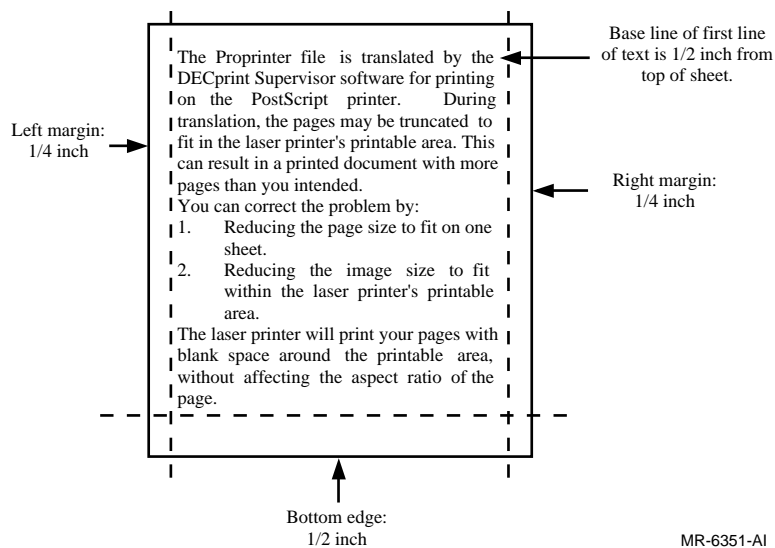 Base line of first line
of text is 1/2 inch from
top of sheet.
The Proprinter file is translated by the
DECprint Supervisor software for printing
on the PostScript printer. During
translation, the pages may be truncated to
fit in the laser printer's printable area. This
can result in a printed document with more
pages than you intended.
You can correct the problem by:
1. Reducing the page size to fit on one
sheet.
2. Reducing the image size to fit
within the laser printer's printable
area.
The laser printer will print your pages with
blank space around the printable area,
without affecting the aspect ratio of the
page.
Left margin:
1/4 inch
Right margin:
1/4 inch
Bottom edge:
1/2 inch
MR-6351-AI